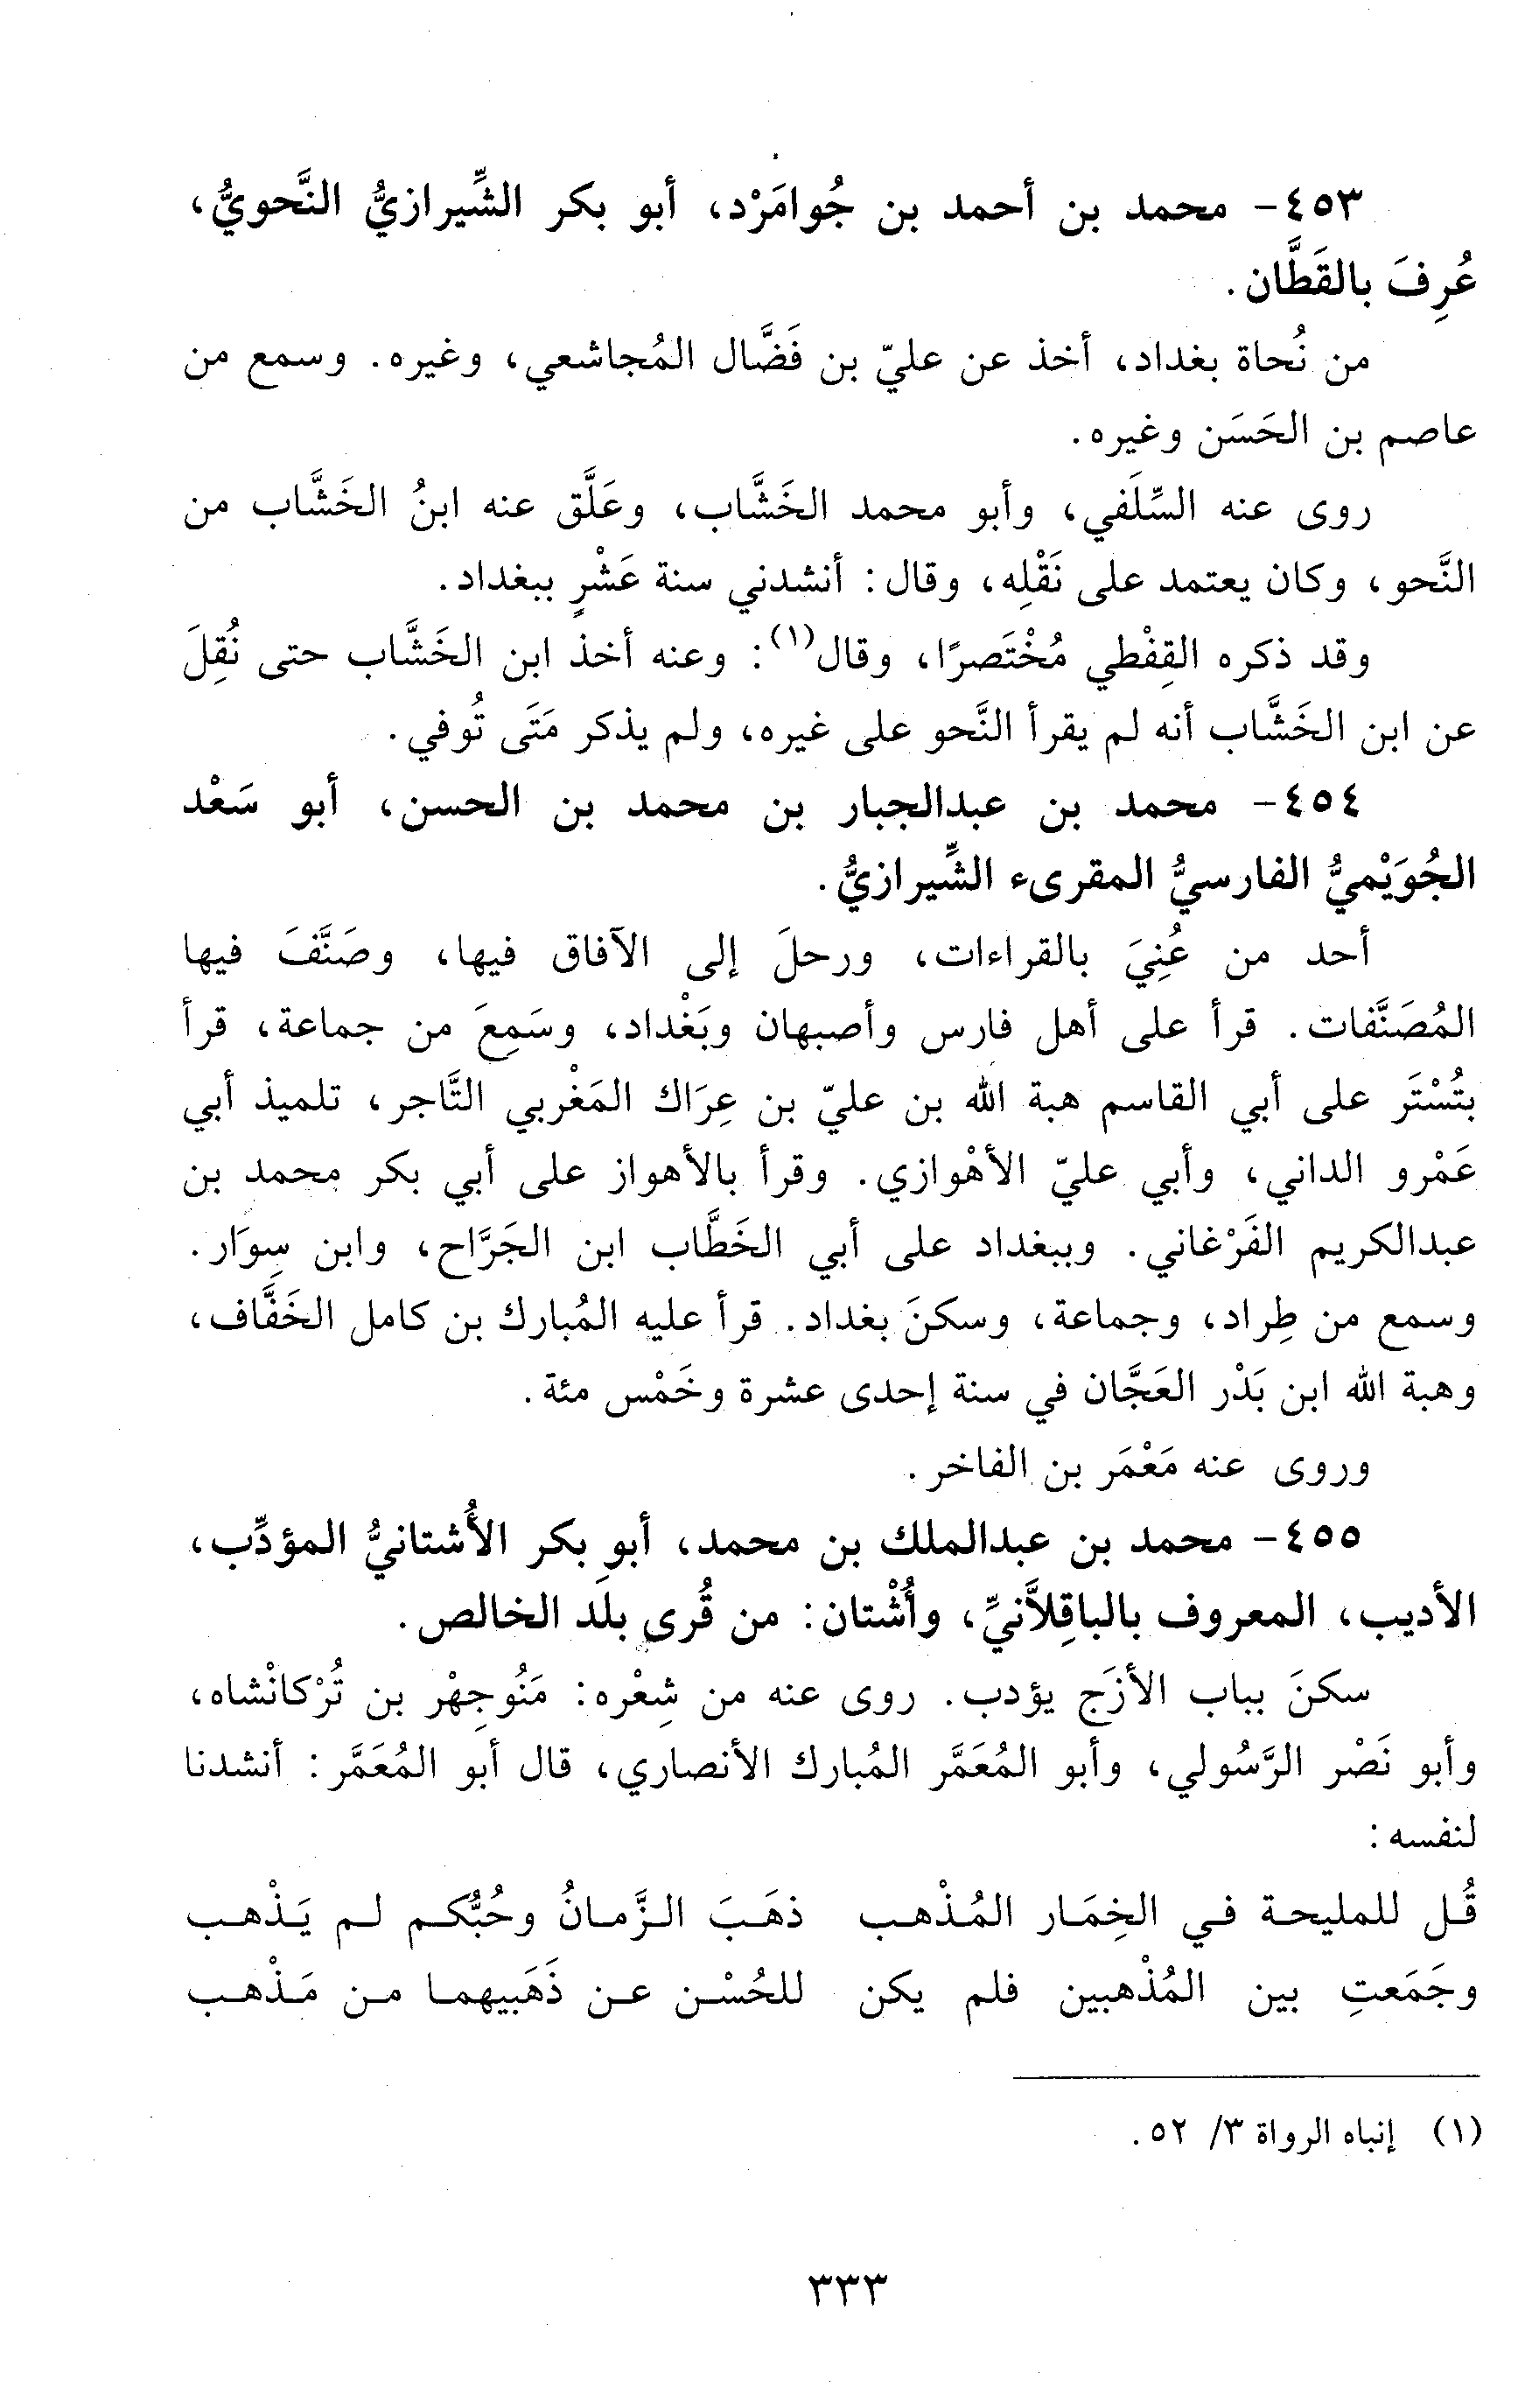 ٤٥٣- محمد بن أحمد بن جُوامَرْد، أبو بكر الشِّيرازيُّ النَّحويُّ،
عُرِفَ بالقَطَّان.
من نُحاة بغداد، أخذ عن عليّ بن فَضَّال المُجاشعي، وغيره. وسمع من
عاصم بن الحَسَن وغيره.
روى عنه السِّلَفي، وأبو محمد الخَشَّاب، وعَلَّق عنه ابنُ الخَشَّاب من
النَّحو، وكان يعتمد على نَقْلِه، وقال: أنشدني سنة عَشْرٍ ببغداد.
وقد ذكره القِفْطي مُخْتَصرًا، وقال(١): وعنه أخذ ابن الخَشَّاب حتى نُقِلَ
عن ابن الخَشَّاب أنه لم يقرأ النَّحو على غيره، ولم يذكر مَتَى تُوفي.
٤٥٤- محمد بن عبدالجبار بن محمد بن الحسن، أبو سَعْد
الجُوَيْميُّ الفارسيُّ المقرىء الشِّيرازيُّ.
أحد من عُنِيَ بالقراءات، ورحلَ إلى الآفاق فيها، وصَنَّفَ فيها
المُصَنَّفات. قرأ على أهل فارس وأصبهان وبَغْداد، وسَمِعَ من جماعة، قرأ
بتُسْتَر على أبي القاسم هبة الله بن عليّ بن عِرَاك المَغْربي التَّاجر، تلميذ أبي
عَمْرو الداني، وأبي عليّ الأهْوازي. وقرأ بالأهواز على أبي بكر محمد بن
عبدالكريم الفَرْغاني. وببغداد على أبي الخَطَّاب ابن الجَرَّاح، وابن سِوَار.
وسمع من طِراد، وجماعة، وسكنَ بغداد. قرأ عليه المُبارك بن كامل الخَفَّاف،
وهبة الله ابن بَدْر العَجَّان في سنة إحدى عشرة وخَمْس مئة.
وروى عنه مَعْمَر بن الفاخر.
٤٥٥- محمد بن عبدالملك بن محمد، أبو بكر الأُشتانيُّ المؤدِّب،
الأديب، المعروف بالباقِلاَّنيِّ، وأُشْتان: من قُرى بلَد الخالص.
سكنَ بباب الأزَج يؤدب. روى عنه من شِعْره: مَنُوجِهْر بن تُرْكانْشاه،
وأبو نَصْر الرَّسُولي، وأبو المُعَمَّر المُبارك الأنصاري، قال أبو المُعَمَّر: أنشدنا
لنفسه:
قُل للمليحة في الخِمَار المُذْهب ذهَبَ الزَّمانُ وحُبُّكم لم يَذْهب
وجَمَعتِ بين المُذْهبين فلم يكن للحُسْن عن ذَهَبيهما من مَذْهب
(١) إنباه الرواة ٣/ ٥٢.
٣٣٣